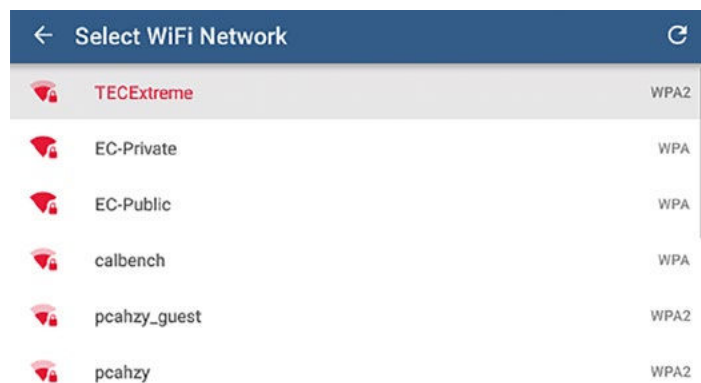 Select WiFi Network
TECExtreme WPA2
EC-Private WPA
EC-Public WPA
calbench WPA
pcahzy_guest WPA2
pcahzy WPA2